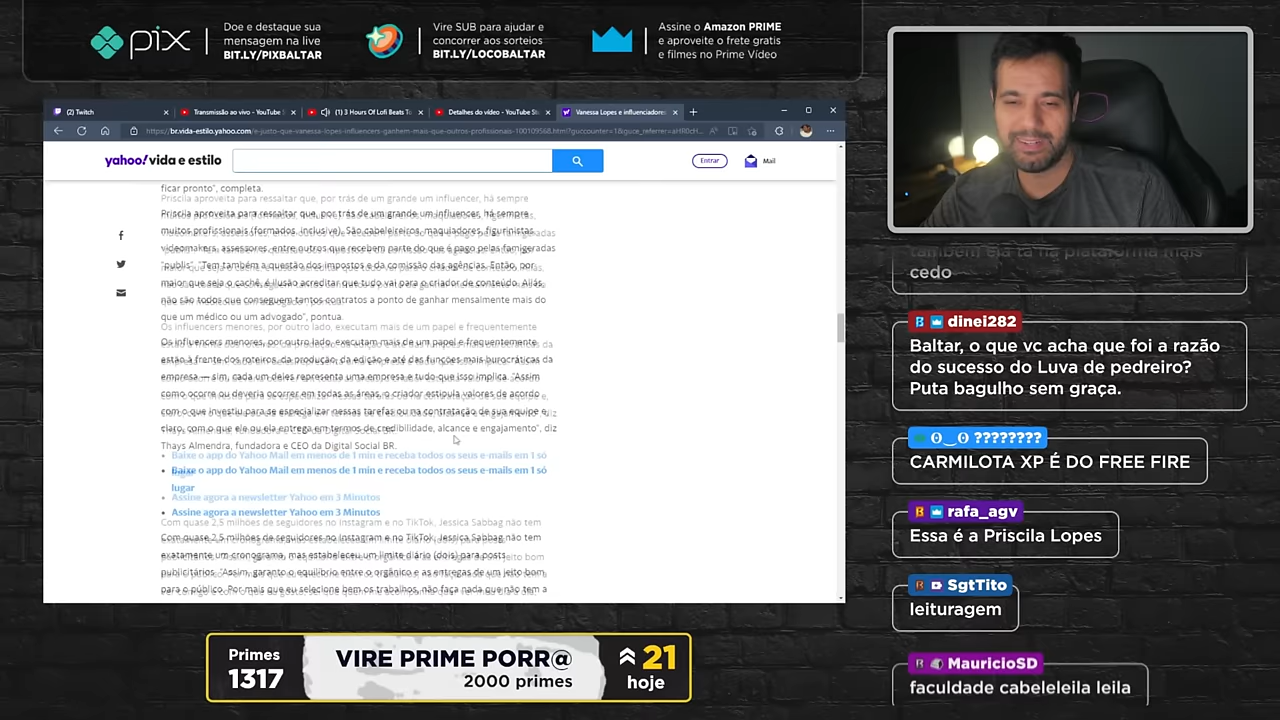 pix
Doe e destaque sua
mensagem na live
BIT.LY/PIXBALTAR
Vire SUB para ajudar e
concorrer aos sorteios
BIT.LY/LOCOBALTAR
Assine o Amazon PRIME
e aproveite o frete gratis
e filmes no Prime Vídeo
(2) Twitch
Transmissão ao vivo - YouTube S
(1) 3 Hours Of Lofi Beats To
Detalhes do vídeo - YouTube Stu
Vanessa Lopes e influenciadores
yahoo!vida e estilo
Entrar
Mail
ficar pronto", completa.
Priscila aproveita para ressaltar que, por trás de um grande um influencer, há sempre
muitos profissionais (formados, inclusive). São cabeleireiros, maquiadores, figurinistas
videomakers, assessores, entre outros que recebem parte do que é pago pelas famigeradas
"publis". "Tem também a questão dos impostos e da comissão das agências. Então, por
maior que seja o cachê, é ilusão acreditar que tudo vai para o criador de conteúdo. Aliás,
não são todos que conseguem tantos contratos a ponto de ganhar mensalmente mais do
que um médico ou um advogado", pontua.
Os influencers menores, por outro lado, executam mais de um papel e frequentemente
estão à frente dos roteiros, da produção, da edição e até das funções mais burocráticas da
empresa — sim, cada um deles representa uma empresa e tudo que isso implica. "Assim
como ocorre ou deveria ocorrer em todas as áreas, o criador estipula valores de acordo
com o que investiu para se especializar nessas tarefas ou na contratação de sua equipe e,
claro, com o que ele ou ela entrega em termos de credibilidade, alcance e engajamento", diz
Thays Almendra, fundadora e CEO da Digital Social BR.
Baixe o app do Yahoo Mail em menos de 1 min e receba todos os seus e-mails em 1 só
lugar
Assine agora a newsletter Yahoo em 3 Minutos
Com quase 2,5 milhões de seguidores no Instagram e no TikTok, Jessica Sabbag não tem
exatamente um cronograma, mas estabeleceu um limite diário (dois) para posts
publicitários. "Assim, garanto o equilíbrio entre o orgânico e as entregas de um jeito bom
para o público. Por mais que eu selecione bem os trabalhos, não faça nada que não tem a
também ela tá na plataforma mais
cedo
dinei282
Baltar, o que vc acha que foi a razão
do sucesso do Luva de pedreiro?
Puta bagulho sem graça.
ʘ‿ʘ ????????
CARMILOTA XP É DO FREE FIRE
rafa_agv
Essa é a Priscila Lopes
SgtTito
leituragem
MauricioSD
faculdade cabeleleila leila
Primes
1317
VIRE PRIME PORR@
2000 primes
21
hoje